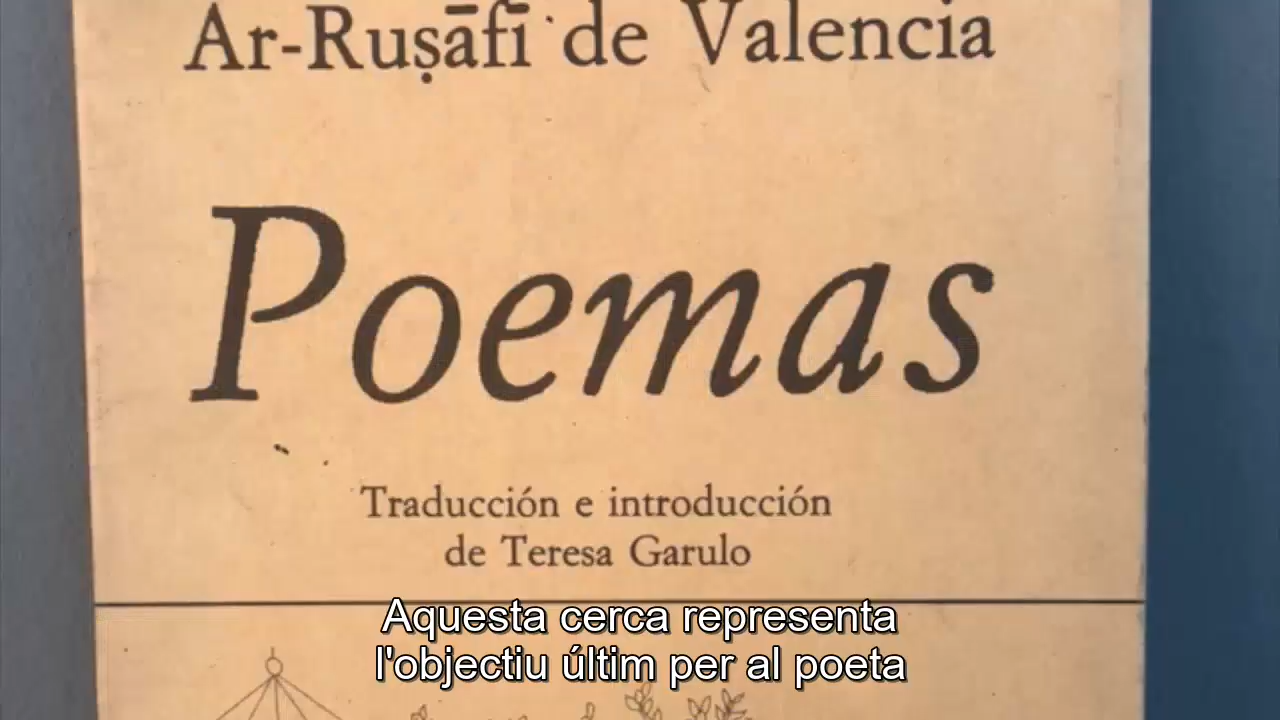 Ar-Ruṣāfī de Valencia
Poemas
Traducción e introducción
de Teresa Garulo
Aquesta cerca representa
l'objectiu últim per al poeta